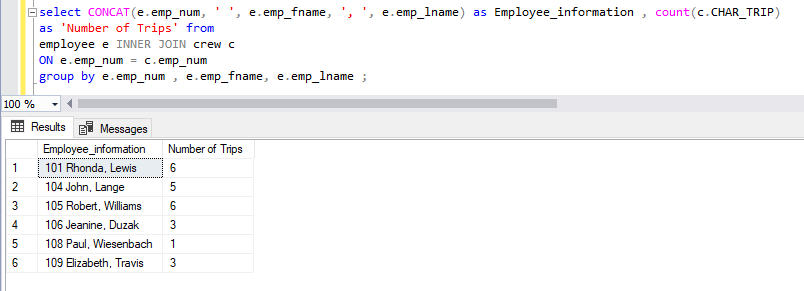 select CONCAT(e.emp_num, ' ', e.emp_fname, ', ', e.emp_lname) as Employee_information , count(c.CHAR_TRIP)
as 'Number of Trips' from
employee e INNER JOIN crew c
ON e.emp_num = c.emp_num
group by e.emp_num , e.emp_fname, e.emp_lname ;
100 %
Results Messages
Employee_information Number of Trips
1 101 Rhonda, Lewis 6
2 104 John, Lange 5
3 105 Robert, Williams 6
4 106 Jeanine, Duzak 3
5 108 Paul, Wiesenbach 1
6 109 Elizabeth, Travis 3